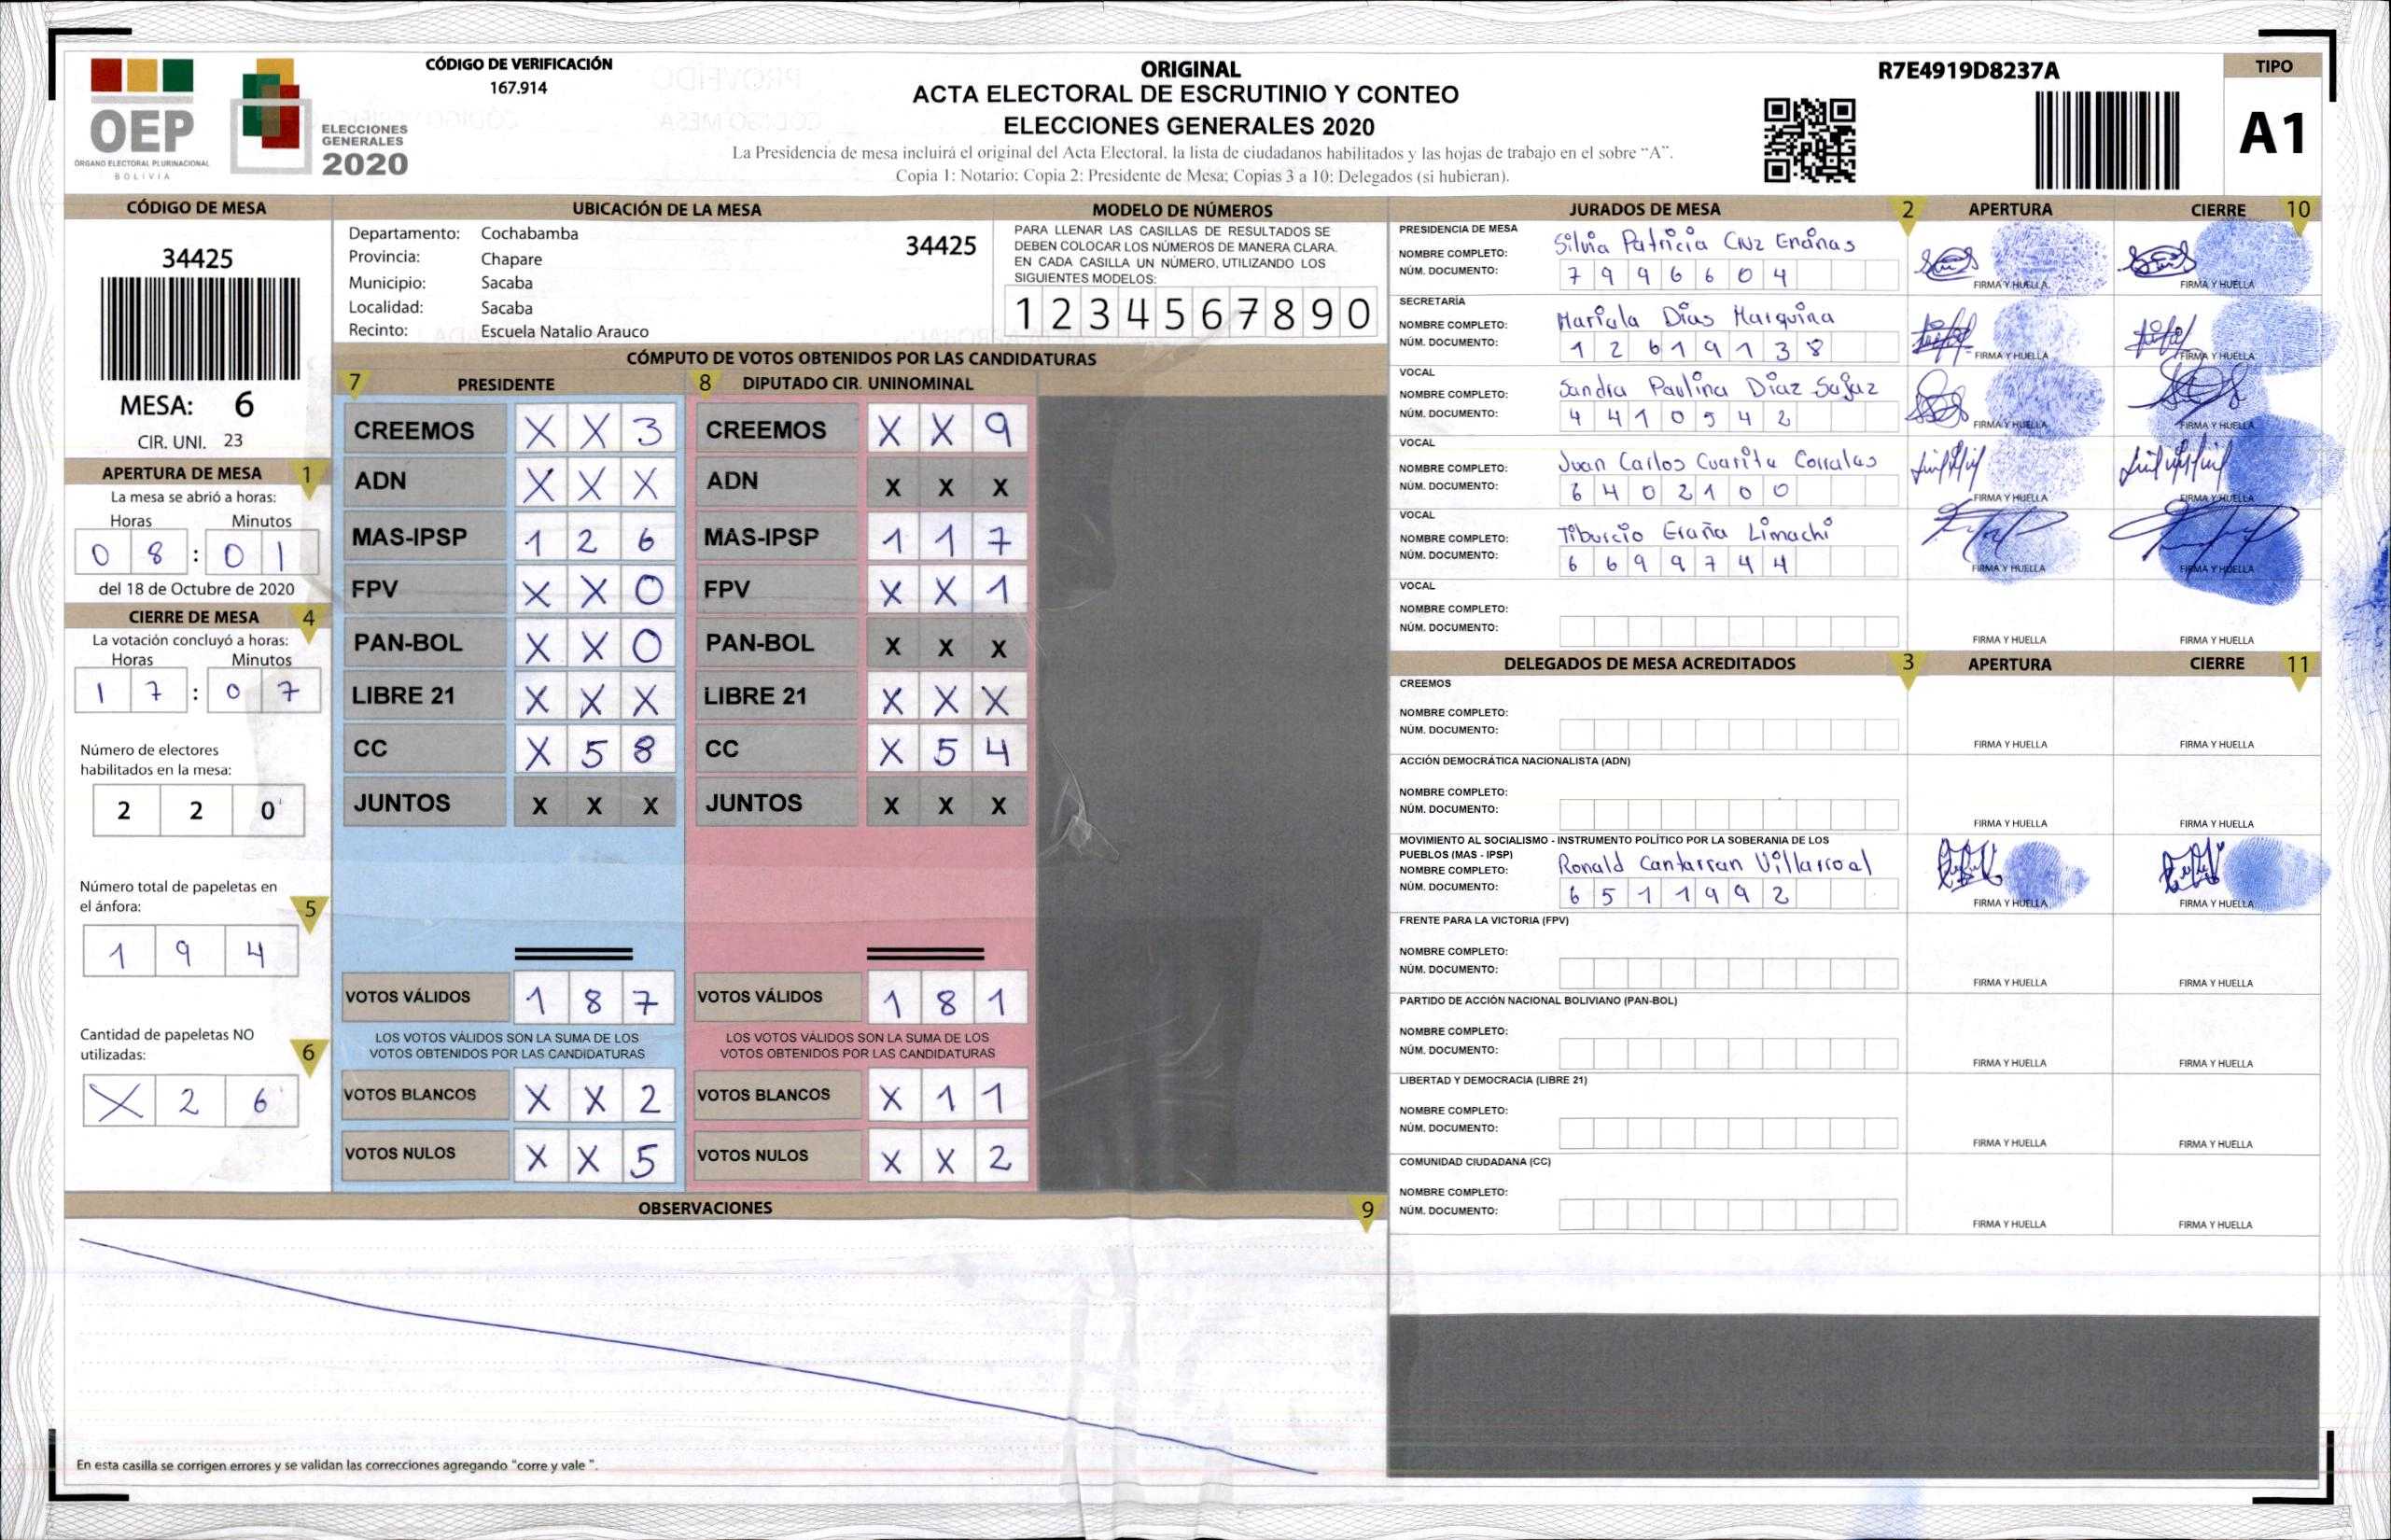 CÓDIGO DE VERIFICACIÓN
167.914
OEP
ÓRGANO ELECTORAL PLURINACIONAL
BOLIVIA
ELECCIONES
GENERALES
2020
ORIGINAL
ACTA ELECTORAL DE ESCRUTINIO Y CONTEO
ELECCIONES GENERALES 2020
La Presidencia de mesa incluirá el original del Acta Electoral, la lista de ciudadanos habilitados y las hojas de trabajo en el sobre “A”.
Copia 1: Notario; Copia 2: Presidente de Mesa; Copias 3 a 10: Delegados (si hubieran).
R7E4919D8237A
TIPO
A1
CÓDIGO DE MESA
34425
MESA: 6
CIR. UNI. 23
APERTURA DE MESA 1
La mesa se abrió a horas:
Horas Minutos
0 8 : 0 1
del 18 de Octubre de 2020
CIERRE DE MESA 4
La votación concluyó a horas:
Horas Minutos
1 7 : 0 7
Número de electores
habilitados en la mesa:
2 2 0
Número total de papeletas en
el ánfora: 5
1 9 4
Cantidad de papeletas NO
utilizadas: 6
X 2 6
UBICACIÓN DE LA MESA
Departamento: Cochabamba 34425
Provincia: Chapare
Municipio: Sacaba
Localidad: Sacaba
Recinto: Escuela Natalio Arauco
MODELO DE NÚMEROS
PARA LLENAR LAS CASILLAS DE RESULTADOS SE
DEBEN COLOCAR LOS NÚMEROS DE MANERA CLARA.
EN CADA CASILLA UN NÚMERO, UTILIZANDO LOS
SIGUIENTES MODELOS:
1 2 3 4 5 6 7 8 9 0
CÓMPUTO DE VOTOS OBTENIDOS POR LAS CANDIDATURAS
7 PRESIDENTE
CREEMOS X X 3
ADN X X X
MAS-IPSP 1 2 6
FPV X X 0
PAN-BOL X X 0
LIBRE 21 X X X
CC X 5 8
JUNTOS X X X
VOTOS VÁLIDOS 1 8 7
LOS VOTOS VÁLIDOS SON LA SUMA DE LOS
VOTOS OBTENIDOS POR LAS CANDIDATURAS
VOTOS BLANCOS X X 2
VOTOS NULOS X X 5
8 DIPUTADO CIR. UNINOMINAL
CREEMOS X X 9
ADN X X X
MAS-IPSP 1 1 7
FPV X X 1
PAN-BOL X X X
LIBRE 21 X X X
CC X 5 4
JUNTOS X X X
VOTOS VÁLIDOS 1 8 1
LOS VOTOS VÁLIDOS SON LA SUMA DE LOS
VOTOS OBTENIDOS POR LAS CANDIDATURAS
VOTOS BLANCOS X 1 1
VOTOS NULOS X X 2
OBSERVACIONES 9
En esta casilla se corrigen errores y se validan las correcciones agregando “corre y vale ”.
JURADOS DE MESA 2 APERTURA CIERRE 10
PRESIDENCIA DE MESA
NOMBRE COMPLETO: Silvia Patricia Cruz
NÚM. DOCUMENTO: 7 9 9 6 6 0 4
FIRMA Y HUELLA FIRMA Y HUELLA
SECRETARÍA
NOMBRE COMPLETO: Mariela Dias Marquina
NÚM. DOCUMENTO: 1 2 6 1 9 1 3 8
FIRMA Y HUELLA FIRMA Y HUELLA
VOCAL
NOMBRE COMPLETO: Sandra Paulina Diaz
NÚM. DOCUMENTO: 4 4 1 0 5 4 2
FIRMA Y HUELLA FIRMA Y HUELLA
VOCAL
NOMBRE COMPLETO: Juan Carlos Corrales
NÚM. DOCUMENTO: 6 4 0 2 1 0 0
FIRMA Y HUELLA FIRMA Y HUELLA
VOCAL
NOMBRE COMPLETO: Tiburcio Limachi
NÚM. DOCUMENTO: 6 6 9 9 7 4 4
FIRMA Y HUELLA FIRMA Y HUELLA
VOCAL
NOMBRE COMPLETO:
NÚM. DOCUMENTO:
FIRMA Y HUELLA FIRMA Y HUELLA
DELEGADOS DE MESA ACREDITADOS 3 APERTURA CIERRE 11
CREEMOS
NOMBRE COMPLETO:
NÚM. DOCUMENTO:
FIRMA Y HUELLA FIRMA Y HUELLA
ACCIÓN DEMOCRÁTICA NACIONALISTA (ADN)
NOMBRE COMPLETO:
NÚM. DOCUMENTO:
FIRMA Y HUELLA FIRMA Y HUELLA
MOVIMIENTO AL SOCIALISMO - INSTRUMENTO POLÍTICO POR LA SOBERANIA DE LOS
PUEBLOS (MAS - IPSP)
NOMBRE COMPLETO: Ronald Villarroel
NÚM. DOCUMENTO: 6 5 1 1 9 9 2
FIRMA Y HUELLA FIRMA Y HUELLA
FRENTE PARA LA VICTORIA (FPV)
NOMBRE COMPLETO:
NÚM. DOCUMENTO:
FIRMA Y HUELLA FIRMA Y HUELLA
PARTIDO DE ACCIÓN NACIONAL BOLIVIANO (PAN-BOL)
NOMBRE COMPLETO:
NÚM. DOCUMENTO:
FIRMA Y HUELLA FIRMA Y HUELLA
LIBERTAD Y DEMOCRACIA (LIBRE 21)
NOMBRE COMPLETO:
NÚM. DOCUMENTO:
FIRMA Y HUELLA FIRMA Y HUELLA
COMUNIDAD CIUDADANA (CC)
NOMBRE COMPLETO:
NÚM. DOCUMENTO:
FIRMA Y HUELLA FIRMA Y HUELLA